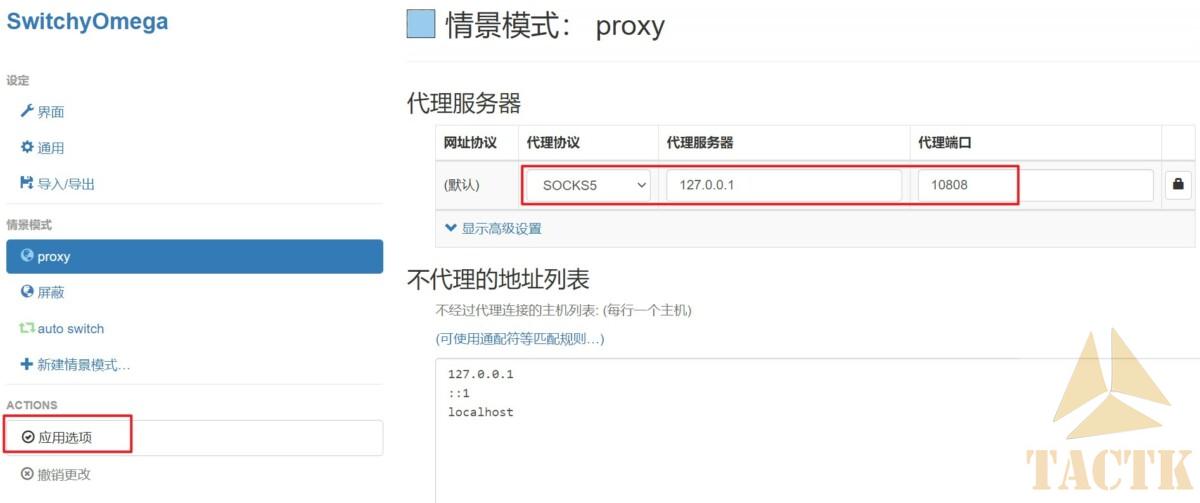 SwitchyOmega
设定
界面
通用
导入/导出
情景模式
proxy
屏蔽
auto switch
新建情景模式…
ACTIONS
应用选项
撤销更改
情景模式： proxy
代理服务器
网址协议 代理协议 代理服务器 代理端口
(默认) SOCKS5 127.0.0.1 10808
显示高级设置
不代理的地址列表
不经过代理连接的主机列表: (每行一个主机)
(可使用通配符等匹配规则…)
127.0.0.1
::1
localhost
TACTK